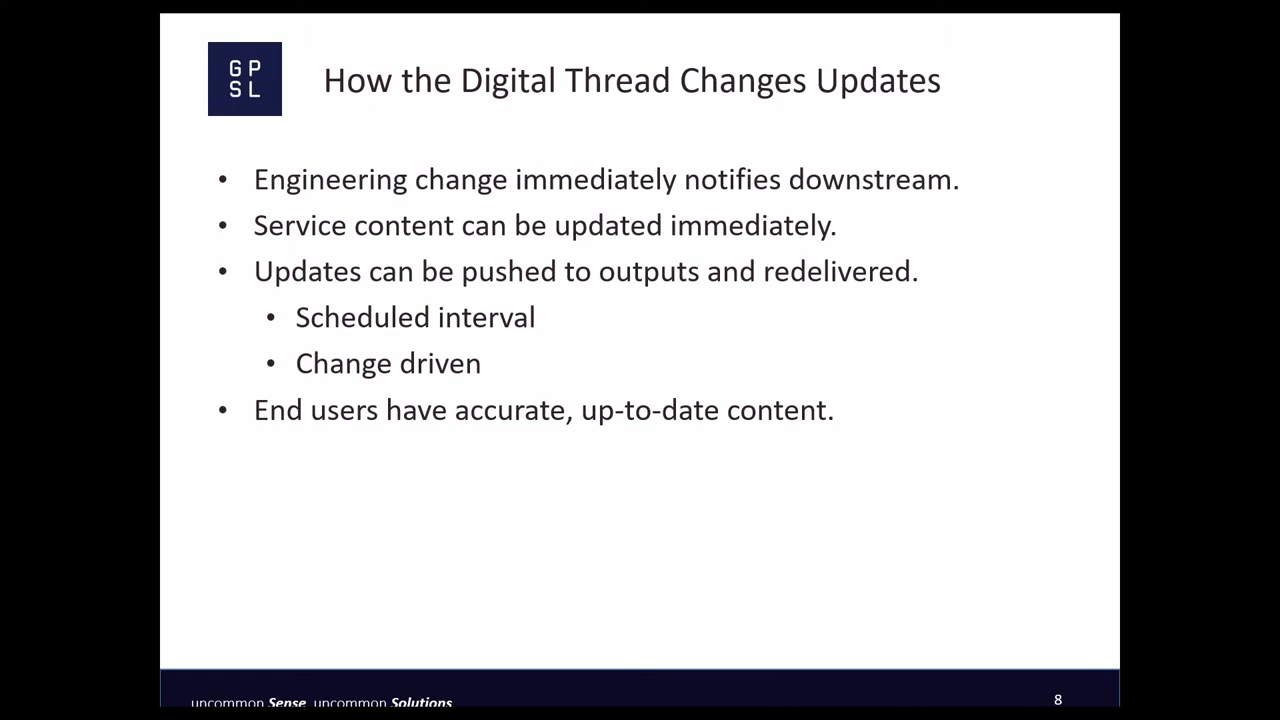 GP
SL
How the Digital Thread Changes Updates
• Engineering change immediately notifies downstream.
• Service content can be updated immediately.
• Updates can be pushed to outputs and redelivered.
• Scheduled interval
• Change driven
• End users have accurate, up-to-date content.
uncommon Sense uncommon Solutions
8